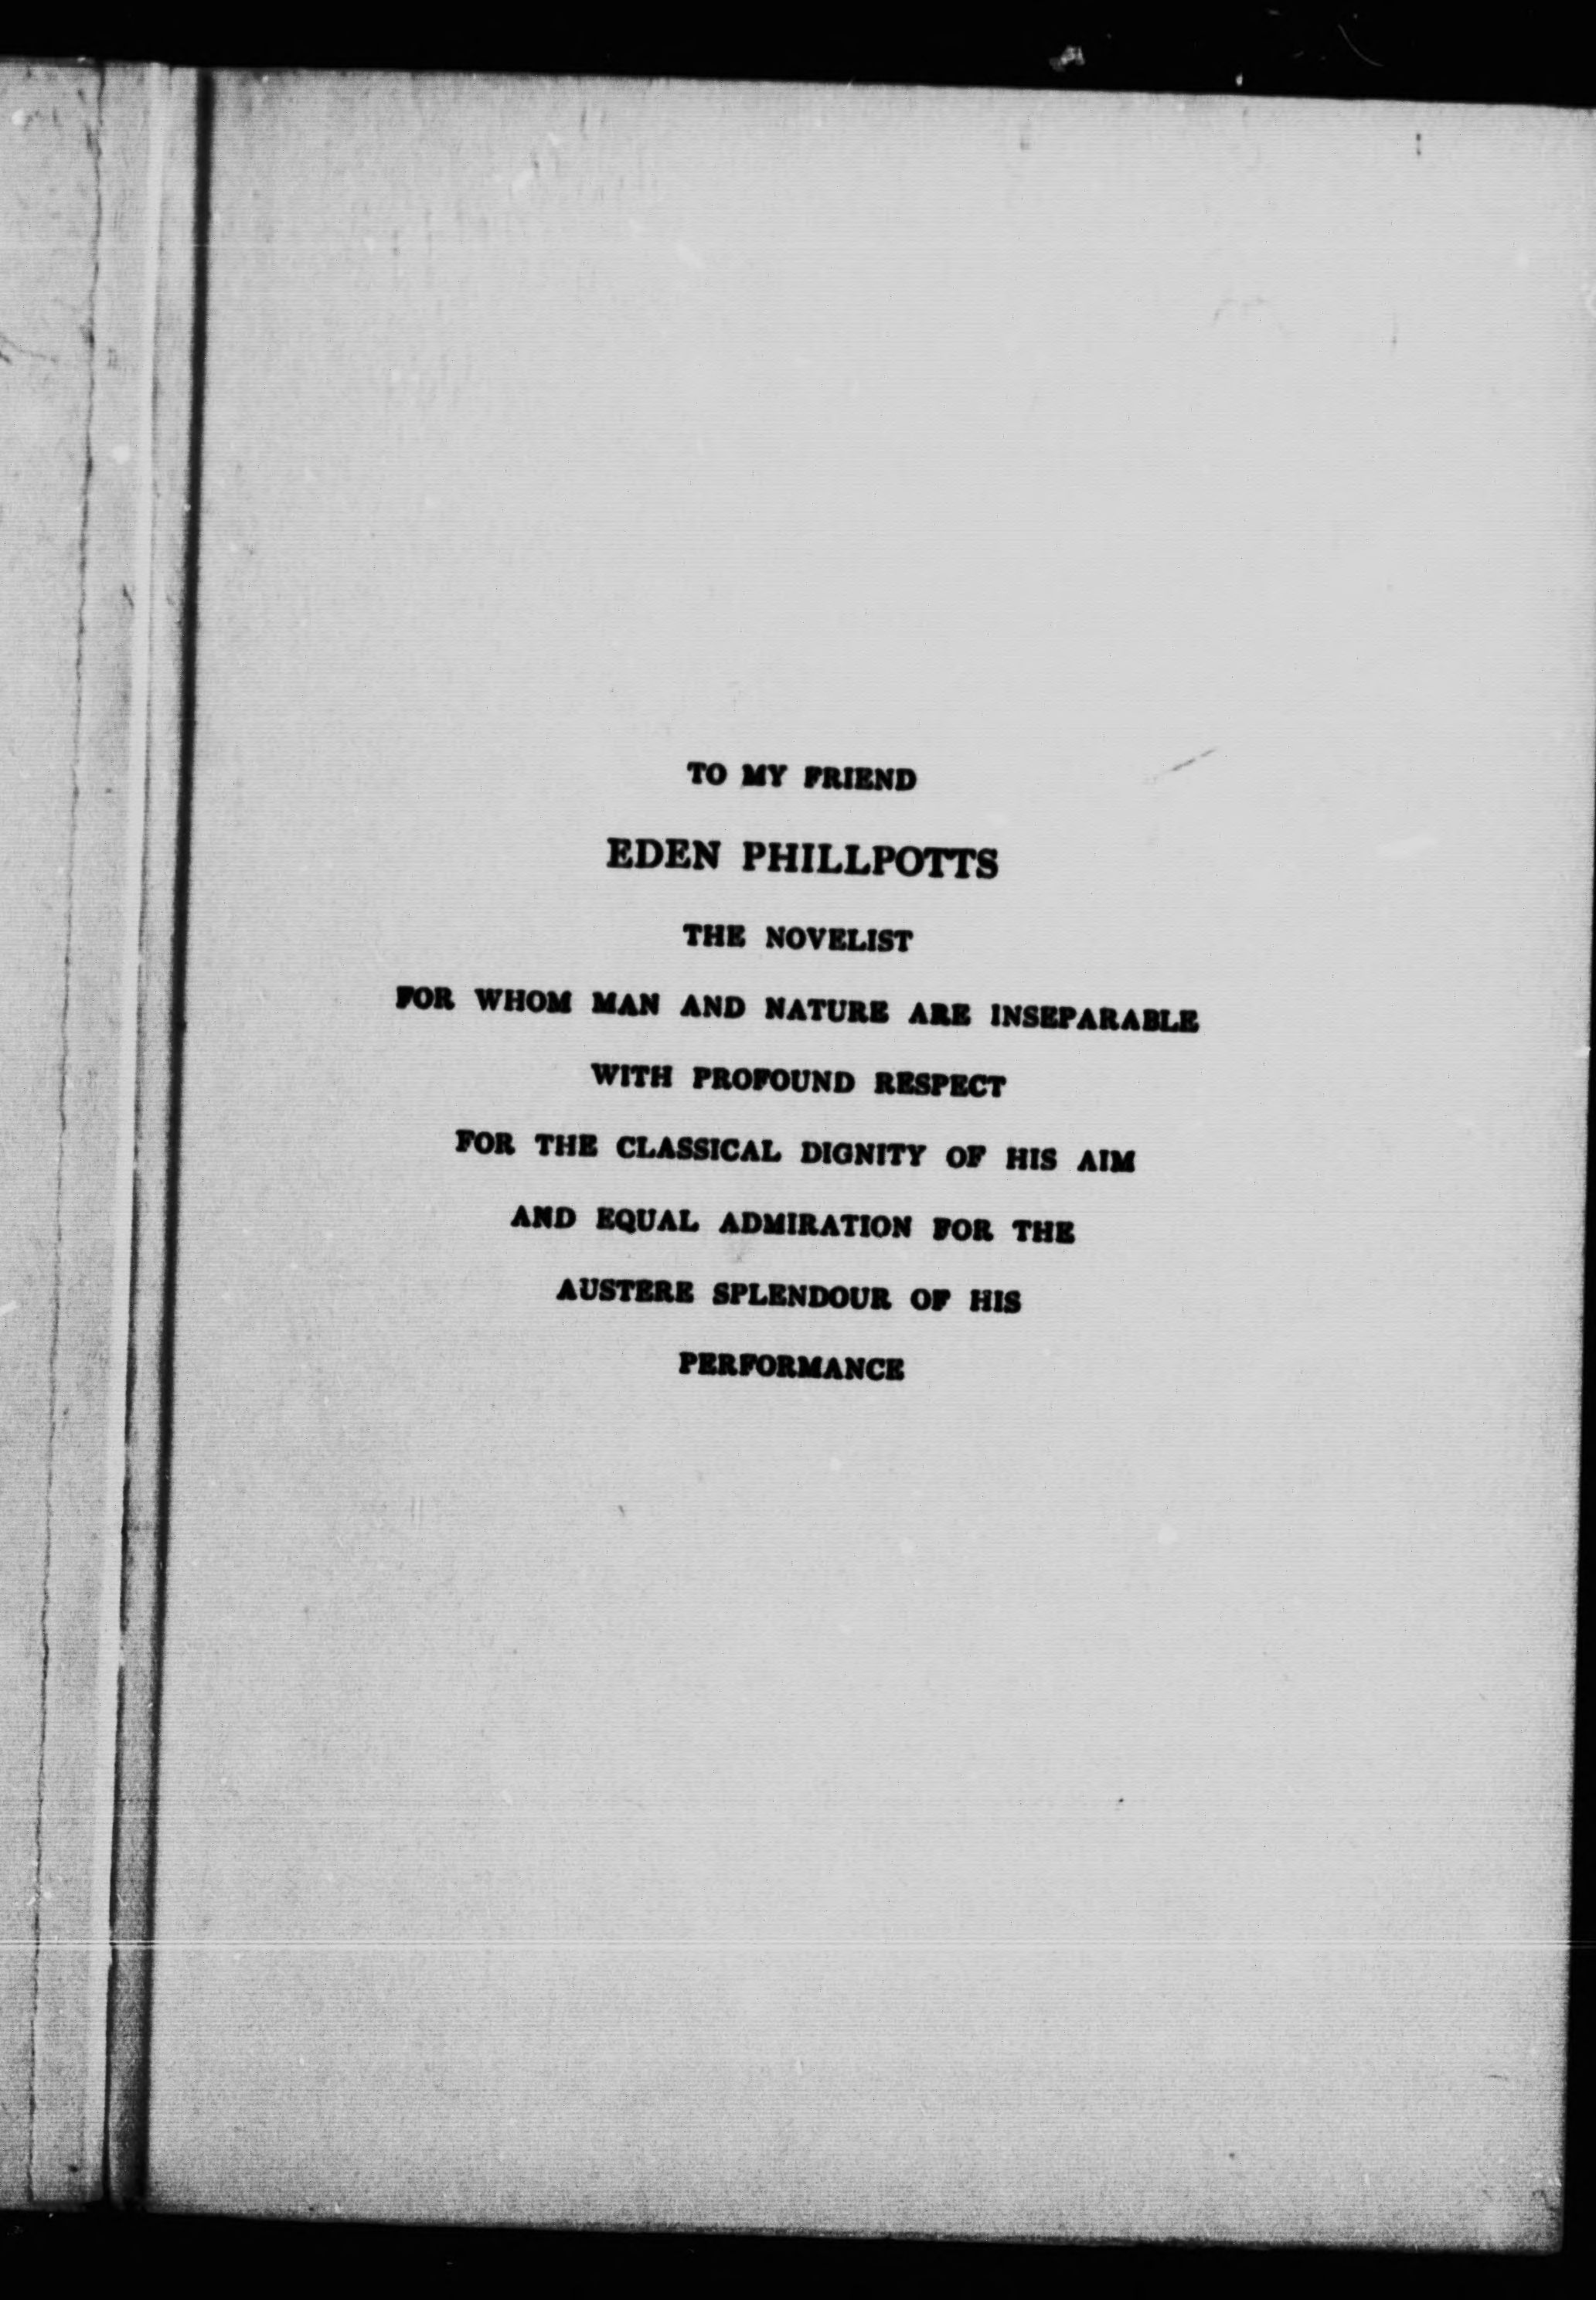 TO MY FRIEND
EDEN PHILLPOTTS
THE NOVELIST
FOR WHOM MAN AND NATURE ARE INSEPARABLE
WITH PROFOUND RESPECT
FOR THE CLASSICAL DIGNITY OF HIS AIM
AND EQUAL ADMIRATION FOR THE
AUSTERE SPLENDOUR OF HIS
PERFORMANCE